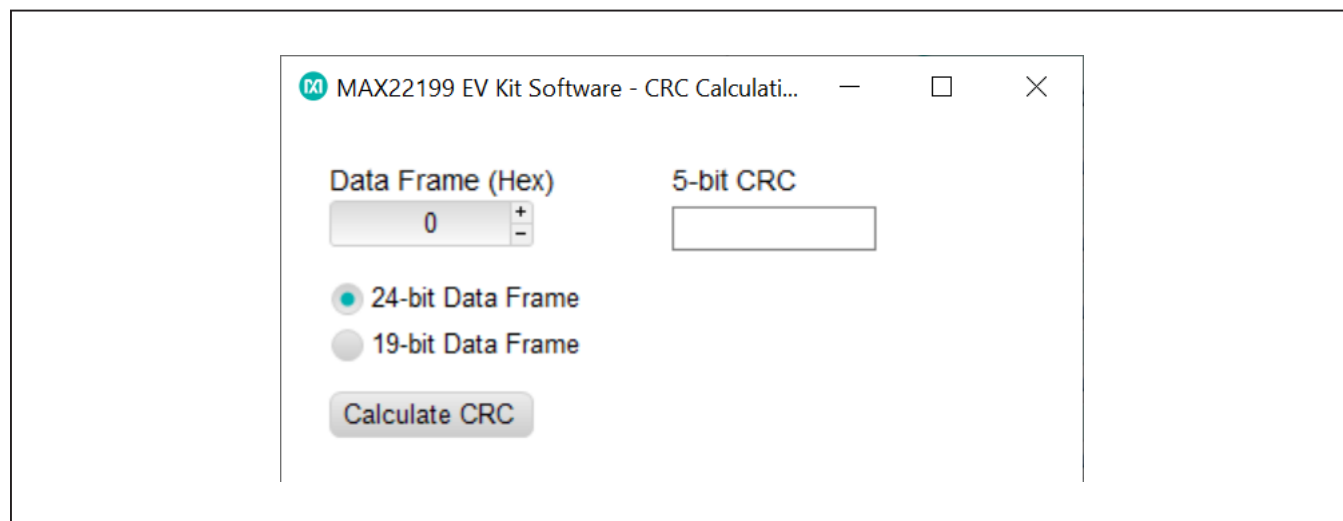 MAX22199 EV Kit Software - CRC Calculati...
Data Frame (Hex) 5-bit CRC
0 + −
24-bit Data Frame
19-bit Data Frame
Calculate CRC